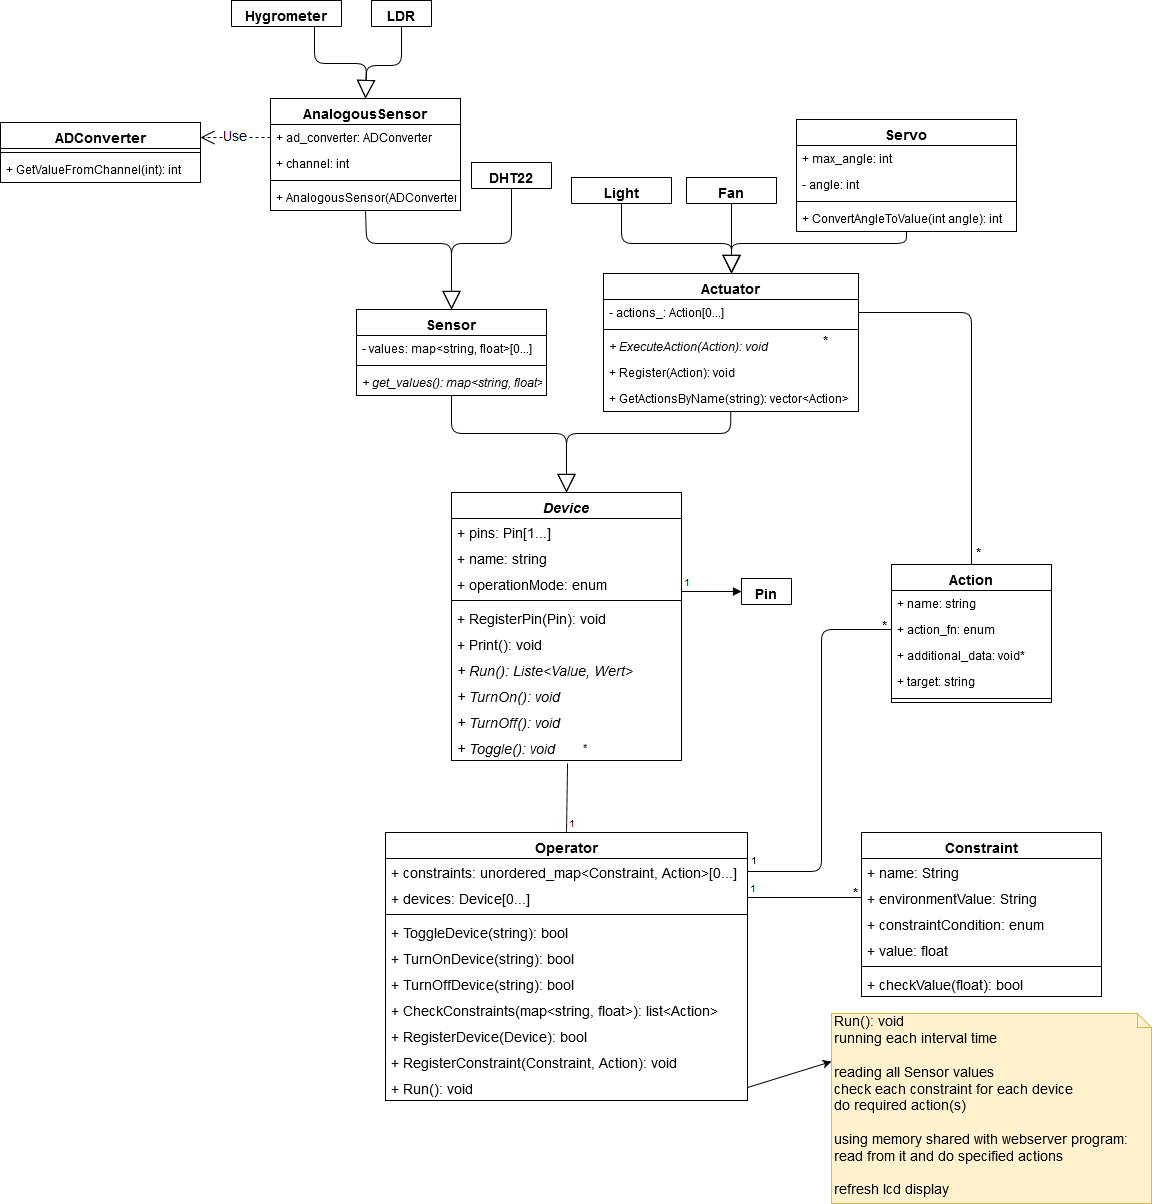 Hygrometer
LDR
AnalogousSensor
+ ad_converter: ADConverter
+ channel: int
+ AnalogousSensor(ADConverter
Use
ADConverter
+ GetValueFromChannel(int): int
DHT22
Light
Fan
Servo
+ max_angle: int
- angle: int
+ ConvertAngleToValue(int angle): int
Sensor
- values: map<string, float>[0...]
+ get_values(): map<string, float>
Actuator
- actions_: Action[0...]
+ ExecuteAction(Action): void
*
+ Register(Action): void
+ GetActionsByName(string): vector<Action>
Device
+ pins: Pin[1...]
+ name: string
+ operationMode: enum
+ RegisterPin(Pin): void
+ Print(): void
+ Run(): Liste<Value, Wert>
+ TurnOn(): void
+ TurnOff(): void
+ Toggle(): void
*
1
Pin
*
Action
+ name: string
+ action_fn: enum
+ additional_data: void*
+ target: string
*
1
Operator
+ constraints: unordered_map<Constraint, Action>[0...]
+ devices: Device[0...]
+ ToggleDevice(string): bool
+ TurnOnDevice(string): bool
+ TurnOffDevice(string): bool
+ CheckConstraints(map<string, float>): list<Action>
+ RegisterDevice(Device): bool
+ RegisterConstraint(Constraint, Action): void
+ Run(): void
1
1
*
Constraint
+ name: String
+ environmentValue: String
+ constraintCondition: enum
+ value: float
+ checkValue(float): bool
Run(): void
running each interval time
reading all Sensor values
check each constraint for each device
do required action(s)
using memory shared with webserver program:
read from it and do specified actions
refresh lcd display